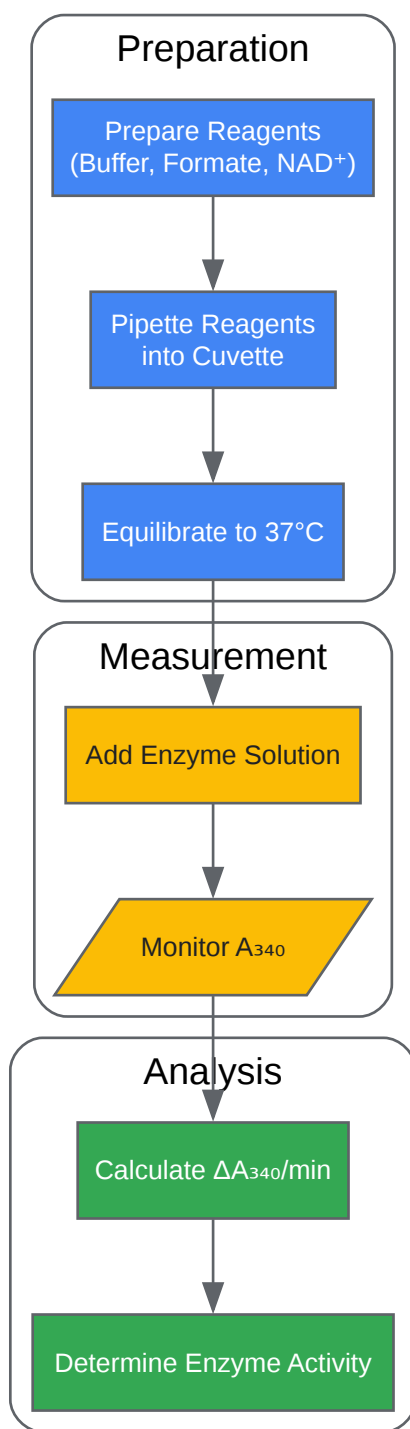 Preparation
Prepare Reagents
(Buffer, Formate, NAD⁺)
Pipette Reagents
into Cuvette
Equilibrate to 37°C
Measurement
Add Enzyme Solution
Monitor A₃₄₀
Analysis
Calculate ΔA₃₄₀/min
Determine Enzyme Activity